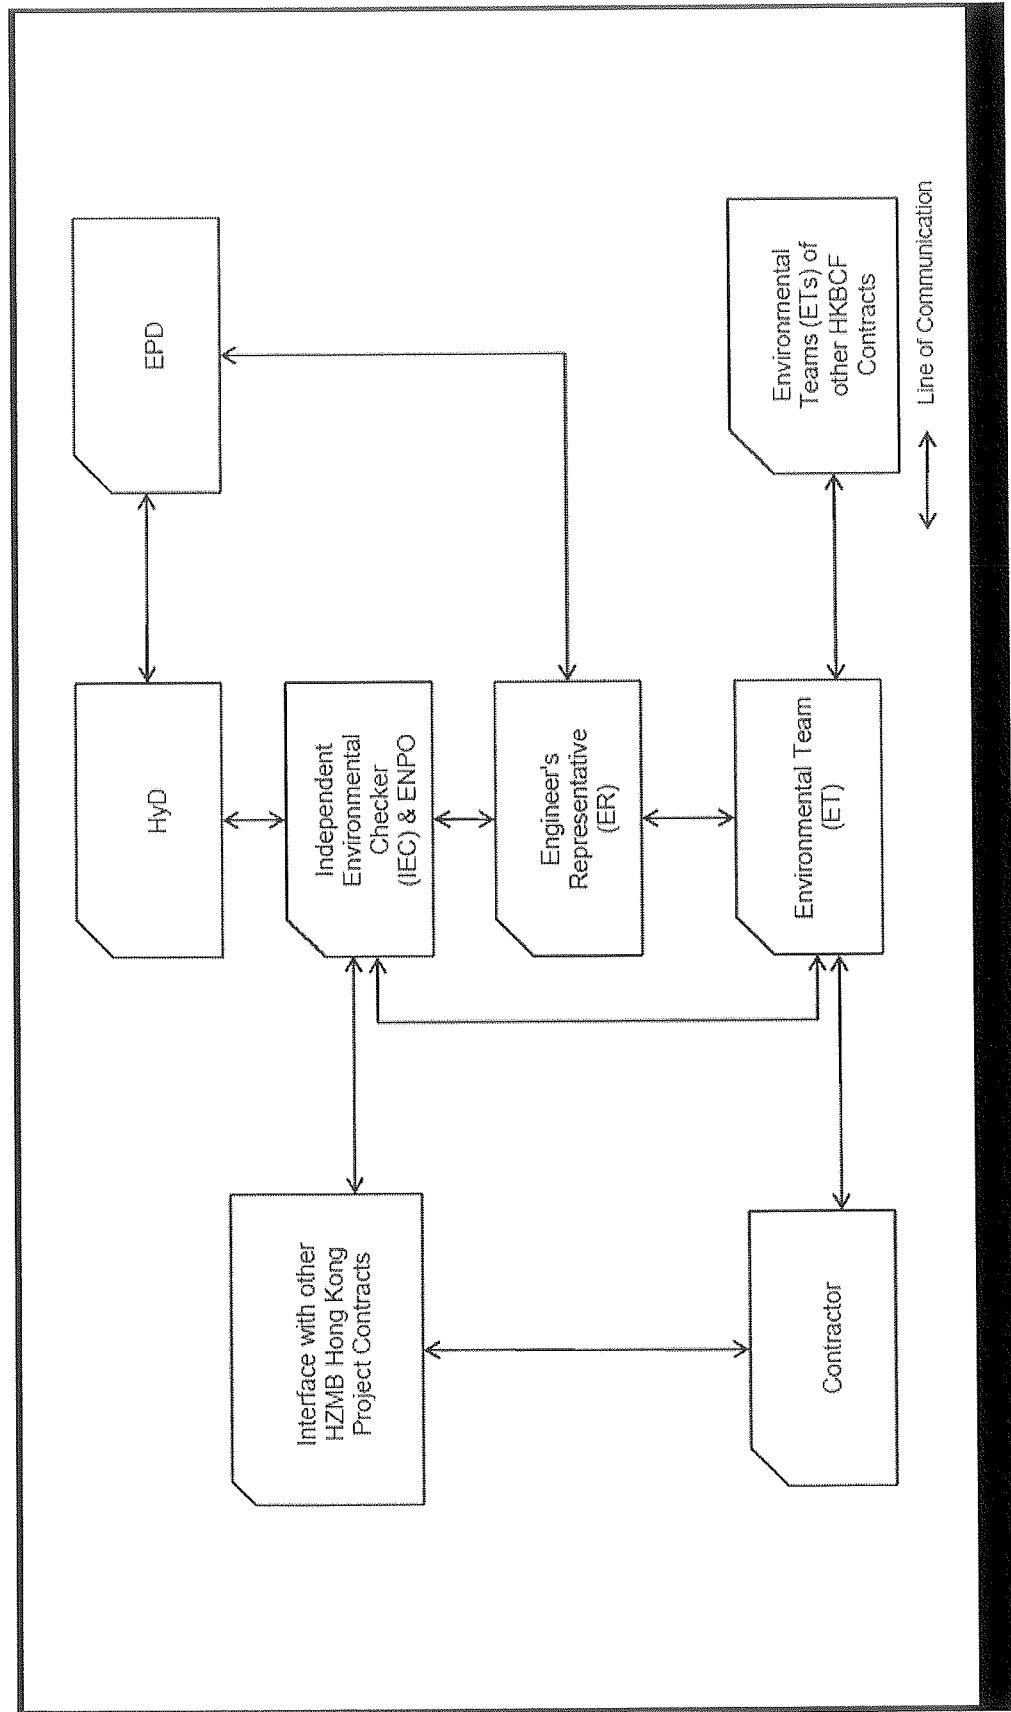 HyD
EPD
Independent
Environmental
Checker
(IEC) & ENPO
Interface with other
HZMB Hong Kong
Project Contracts
Engineer's
Representative
(ER)
Contractor
Environmental Team
(ET)
Environmental
Teams (ETs) of
other HKBCF
Contracts
Line of Communication